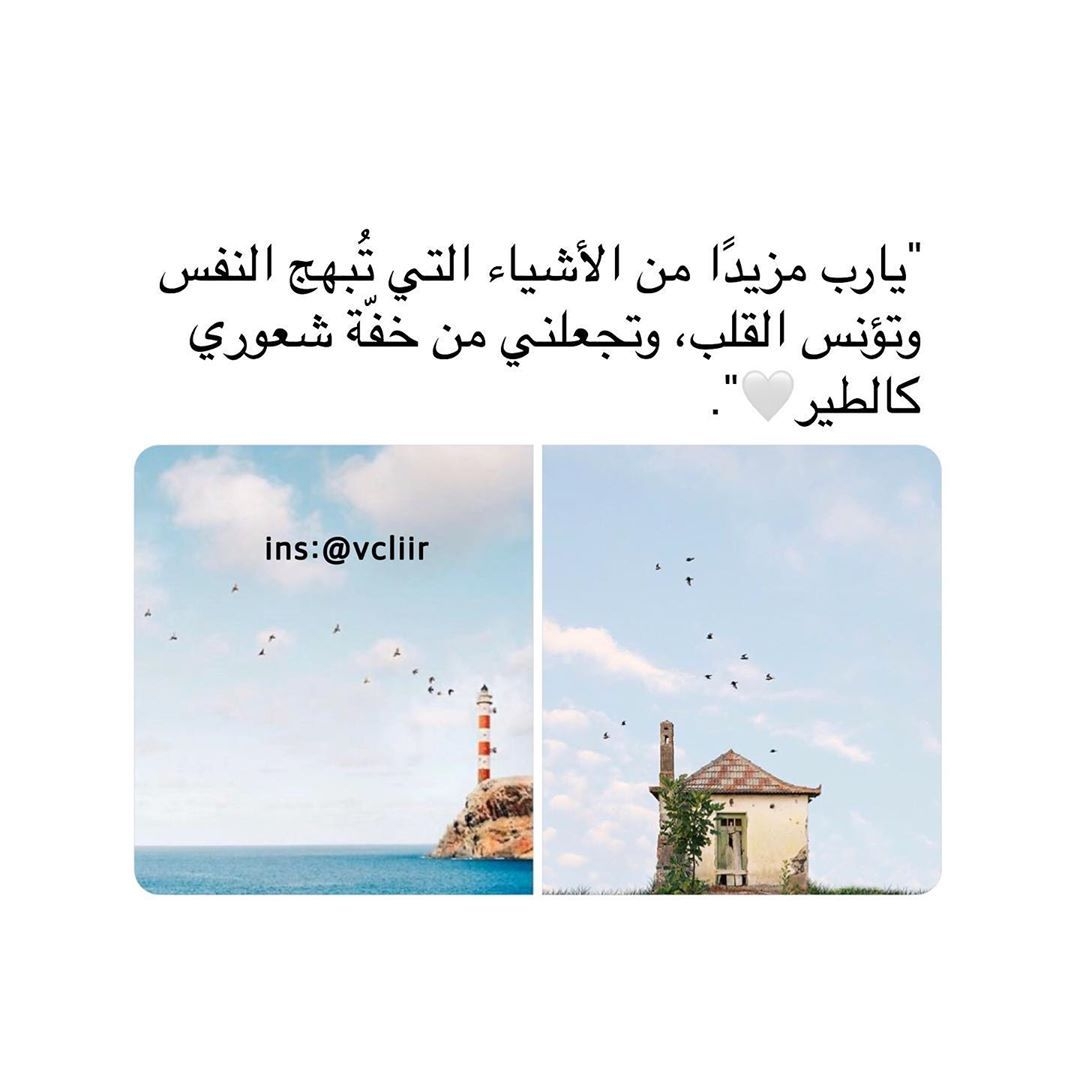 "يارب مزيدًا من الأشياء التي تُبهج النفس
وتؤنس القلب، وتجعلني من خفّة شعوري
كالطير🤍".
ins:@vcliir